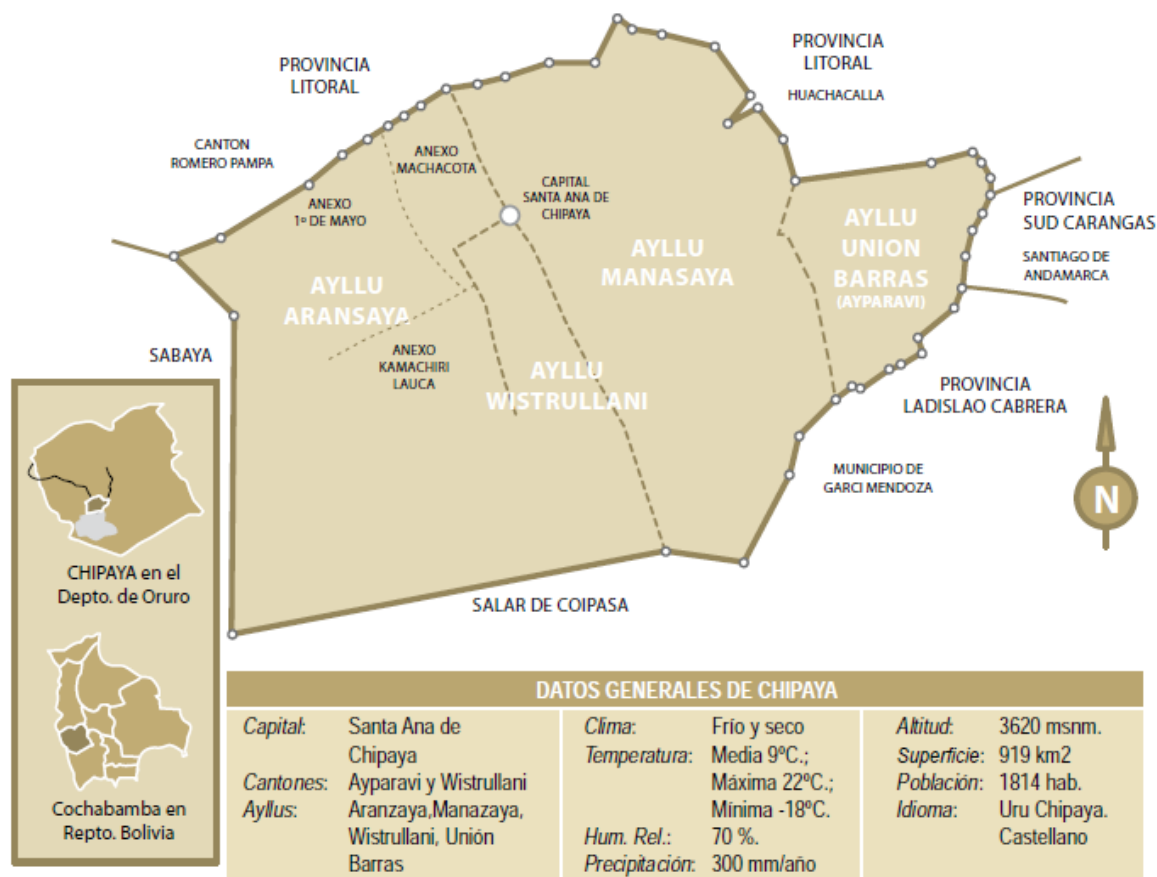 PROVINCIA
LITORAL
PROVINCIA
LITORAL
HUACHACALLA
CANTON
ROMERO PAMPA
ANEXO
MACHACOTA
CAPITAL
SANTA ANA DE
CHIPAYA
ANEXO
1º DE MAYO
PROVINCIA
SUD CARANGAS
SANTIAGO DE
ANDAMARCA
AYLLU
UNION
BARRAS
(AYPARAVI)
AYLLU
MANASAYA
AYLLU
ARANSAYA
SABAYA
ANEXO
KAMACHIRI
LAUCA
AYLLU
WISTRULLANI
PROVINCIA
LADISLAO CABRERA
MUNICIPIO DE
GARCI MENDOZA
N
SALAR DE COIPASA
CHIPAYA en el
Depto. de Oruro
Cochabamba en
Repto. Bolivia
DATOS GENERALES DE CHIPAYA
Capital: Santa Ana de
Chipaya
Cantones: Ayparavi y Wistrullani
Ayllus: Aranzaya,Manazaya,
Wistrullani, Unión
Barras
Clima: Frío y seco
Temperatura: Media 9ºC.;
Máxima 22ºC.;
Mínima -18ºC.
Hum. Rel.: 70 %.
Precipitación: 300 mm/año
Altitud: 3620 msnm.
Superficie: 919 km2
Población: 1814 hab.
Idioma: Uru Chipaya.
Castellano